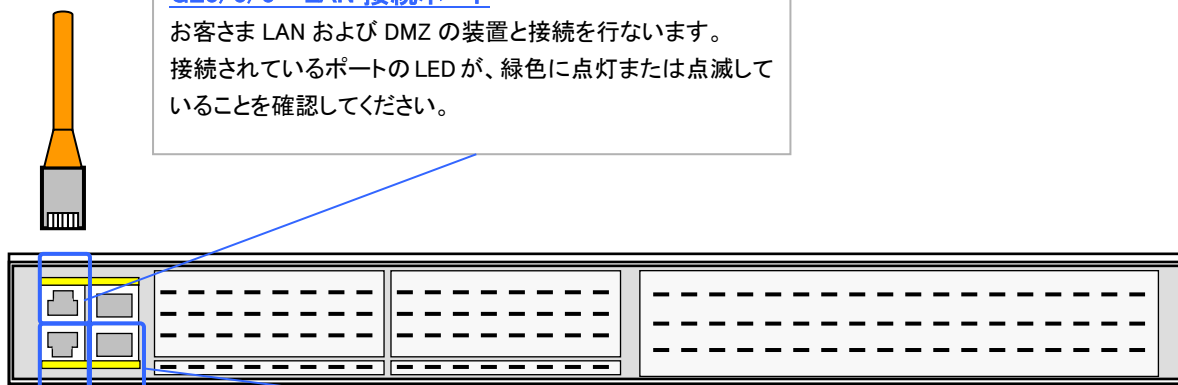 お客さま LAN および DMZ の装置と接続を行ないます。
接続されているポートの LED が、緑色に点灯または点滅して
いることを確認してください。